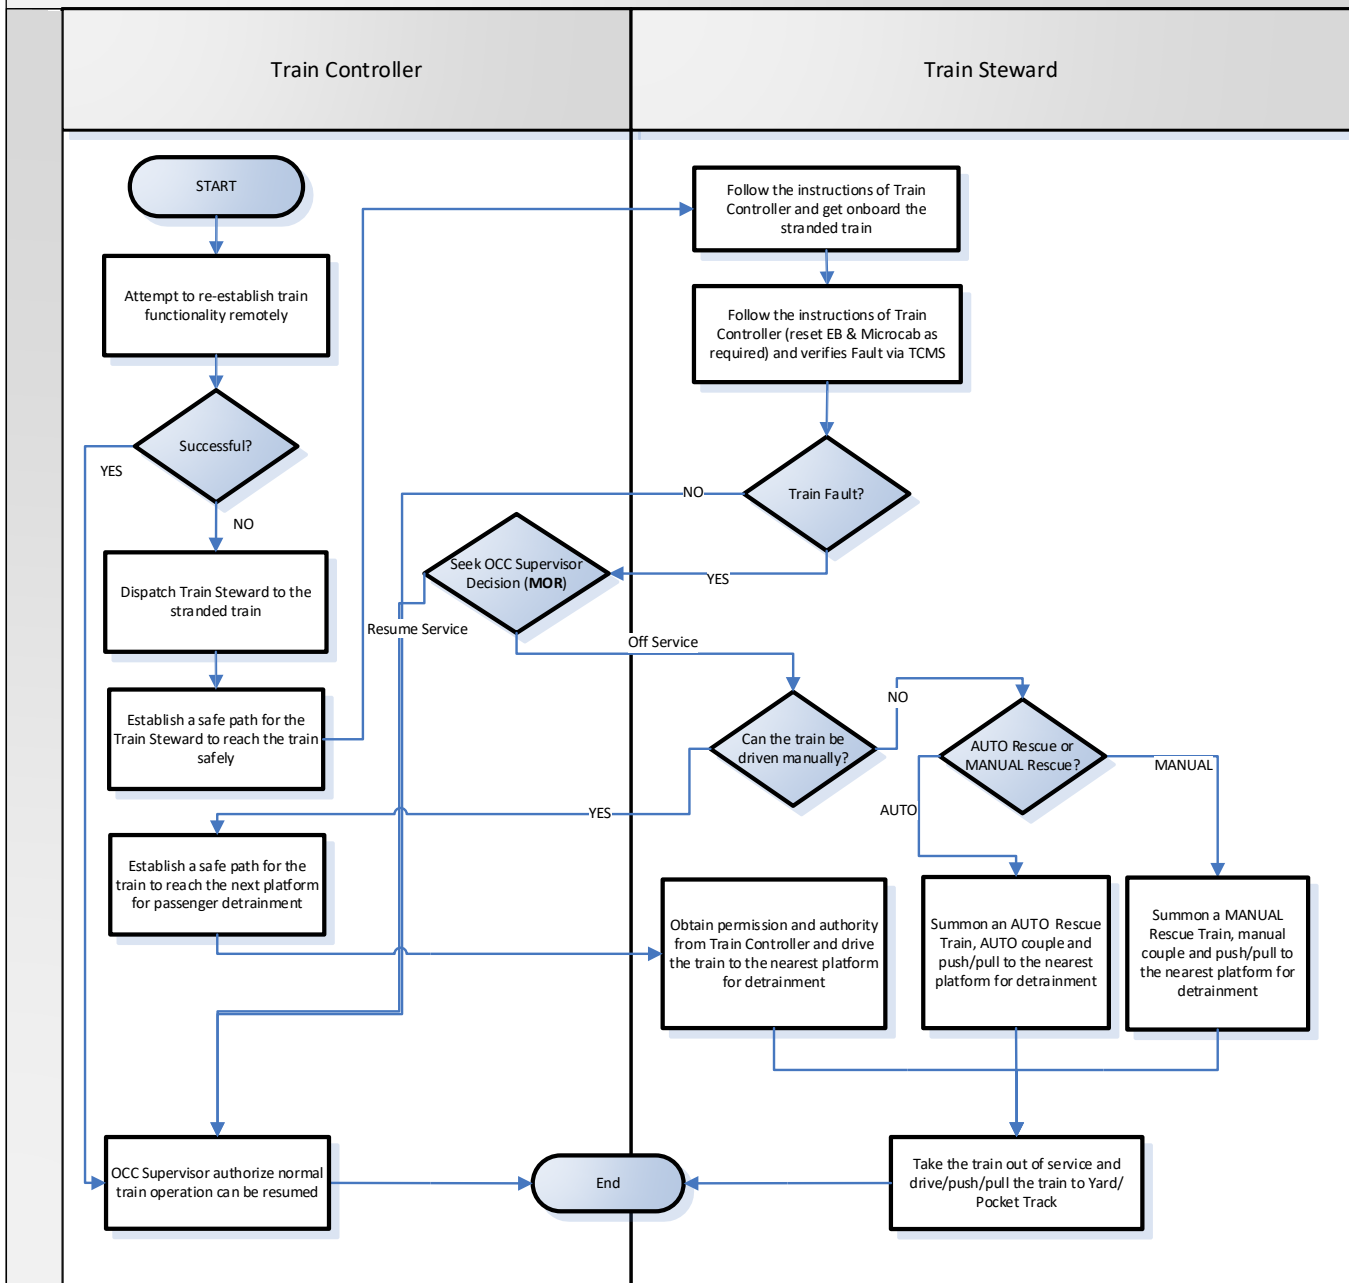 Train Controller
Train Steward
START
Attempt to re-establish train
functionality remotely
Successful?
YES
NO
Dispatch Train Steward to the
stranded train
Establish a safe path for the
Train Steward to reach the train
safely
Follow the instructions of Train
Controller and get onboard the
stranded train
Follow the instructions of Train
Controller (reset EB & Microcab as
required) and verifies Fault via TCMS
Train Fault?
NO
YES
Seek OCC Supervisor
Decision (MOR)
Resume Service
Off Service
Can the train be
driven manually?
NO
YES
AUTO Rescue or
MANUAL Rescue?
AUTO
MANUAL
Establish a safe path for the
train to reach the next platform
for passenger detrainment
Obtain permission and authority
from Train Controller and drive
the train to the nearest platform
for detrainment
Summon an AUTO Rescue
Train, AUTO couple and
push/pull to the nearest
platform for detrainment
Summon a MANUAL
Rescue Train, manual
couple and push/pull to
the nearest platform for
detrainment
OCC Supervisor authorize normal
train operation can be resumed
End
Take the train out of service and
drive/push/pull the train to Yard/
Pocket Track